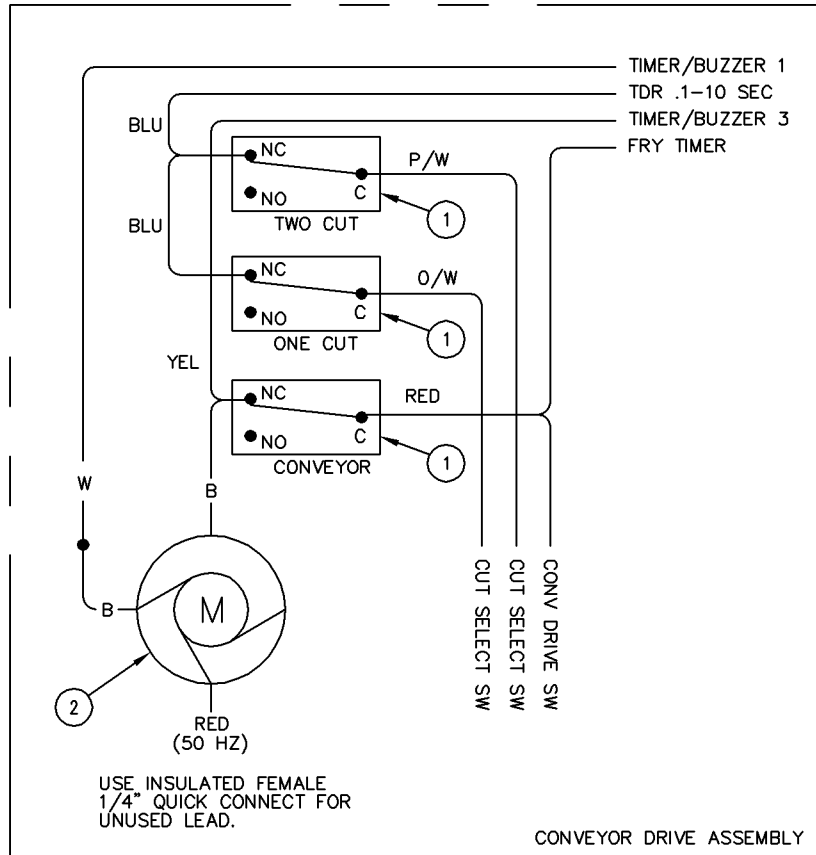 TIMER/BUZZER 1
TDR .1-10 SEC
TIMER/BUZZER 3
FRY TIMER
BLU
NC
P/W
NO
C
1
TWO CUT
BLU
NC
O/W
NO
C
1
ONE CUT
YEL
NC
RED
NO
C
1
CONVEYOR
W
B
B
M
2
RED
(50 HZ)
CUT SELECT SW
CUT SELECT SW
CONV DRIVE SW
USE INSULATED FEMALE
1/4" QUICK CONNECT FOR
UNUSED LEAD.
CONVEYOR DRIVE ASSEMBLY